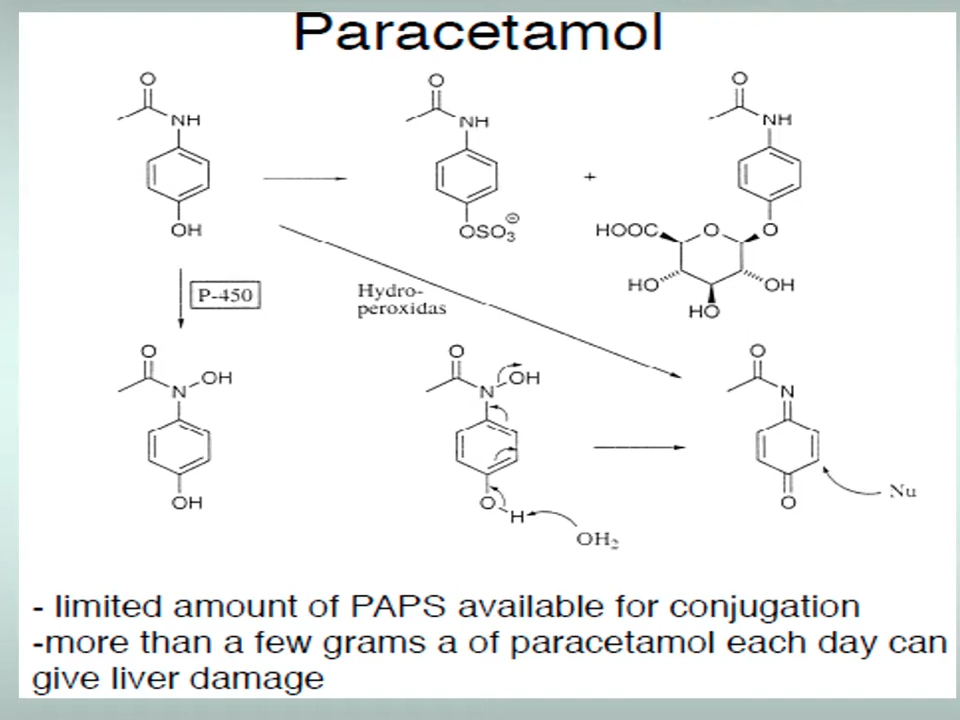 Paracetamol
O
NH
OH
O
NH
OSO3
⊖
+
O
NH
HOOC
O
O
HO
OH
HO
P-450
Hydro-
peroxidas
O
N
OH
OH
O
N
OH
O
H
OH2
O
N
O
Nu
- limited amount of PAPS available for conjugation
-more than a few grams a of paracetamol each day can
give liver damage